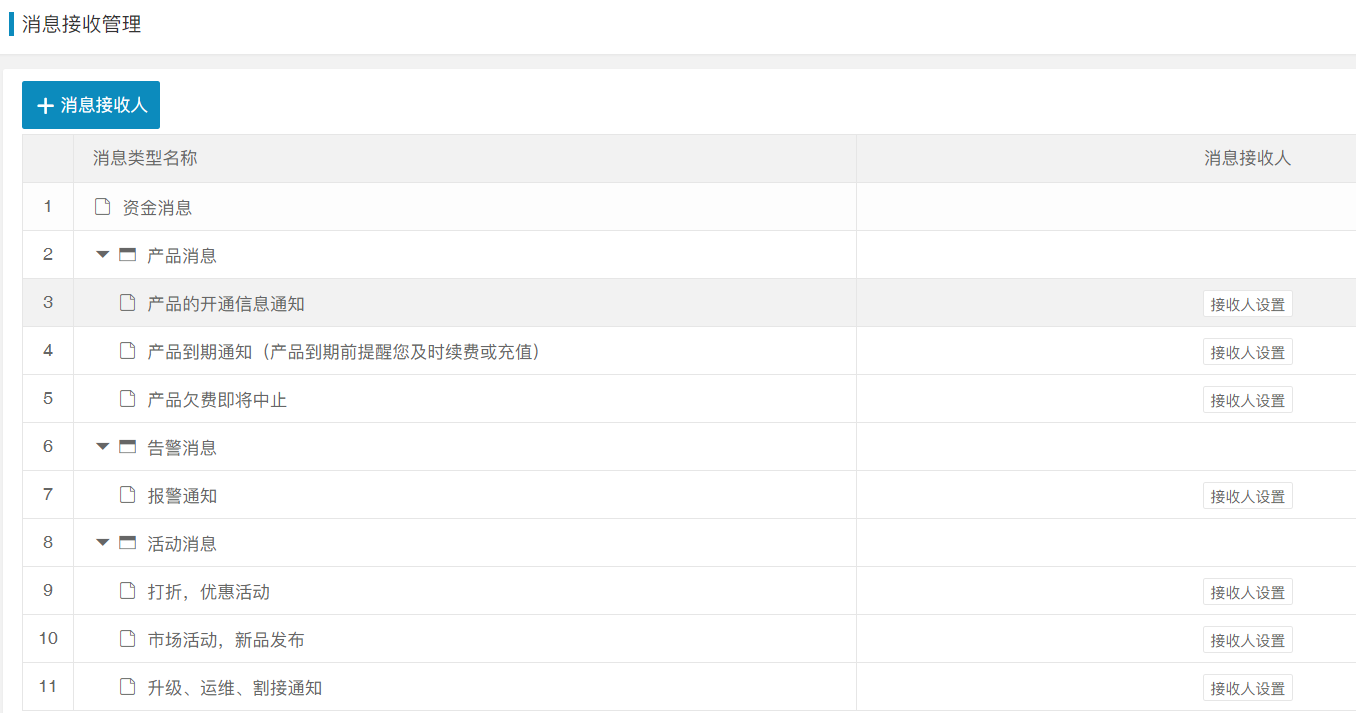 消息接收管理
消息接收人
消息类型名称 消息接收人
1 资金消息
2 产品消息
3 产品的开通信息通知 接收人设置
4 产品到期通知（产品到期前提醒您及时续费或充值） 接收人设置
5 产品欠费即将中止 接收人设置
6 告警消息
7 报警通知 接收人设置
8 活动消息
9 打折，优惠活动 接收人设置
10 市场活动，新品发布 接收人设置
11 升级、运维、割接通知 接收人设置